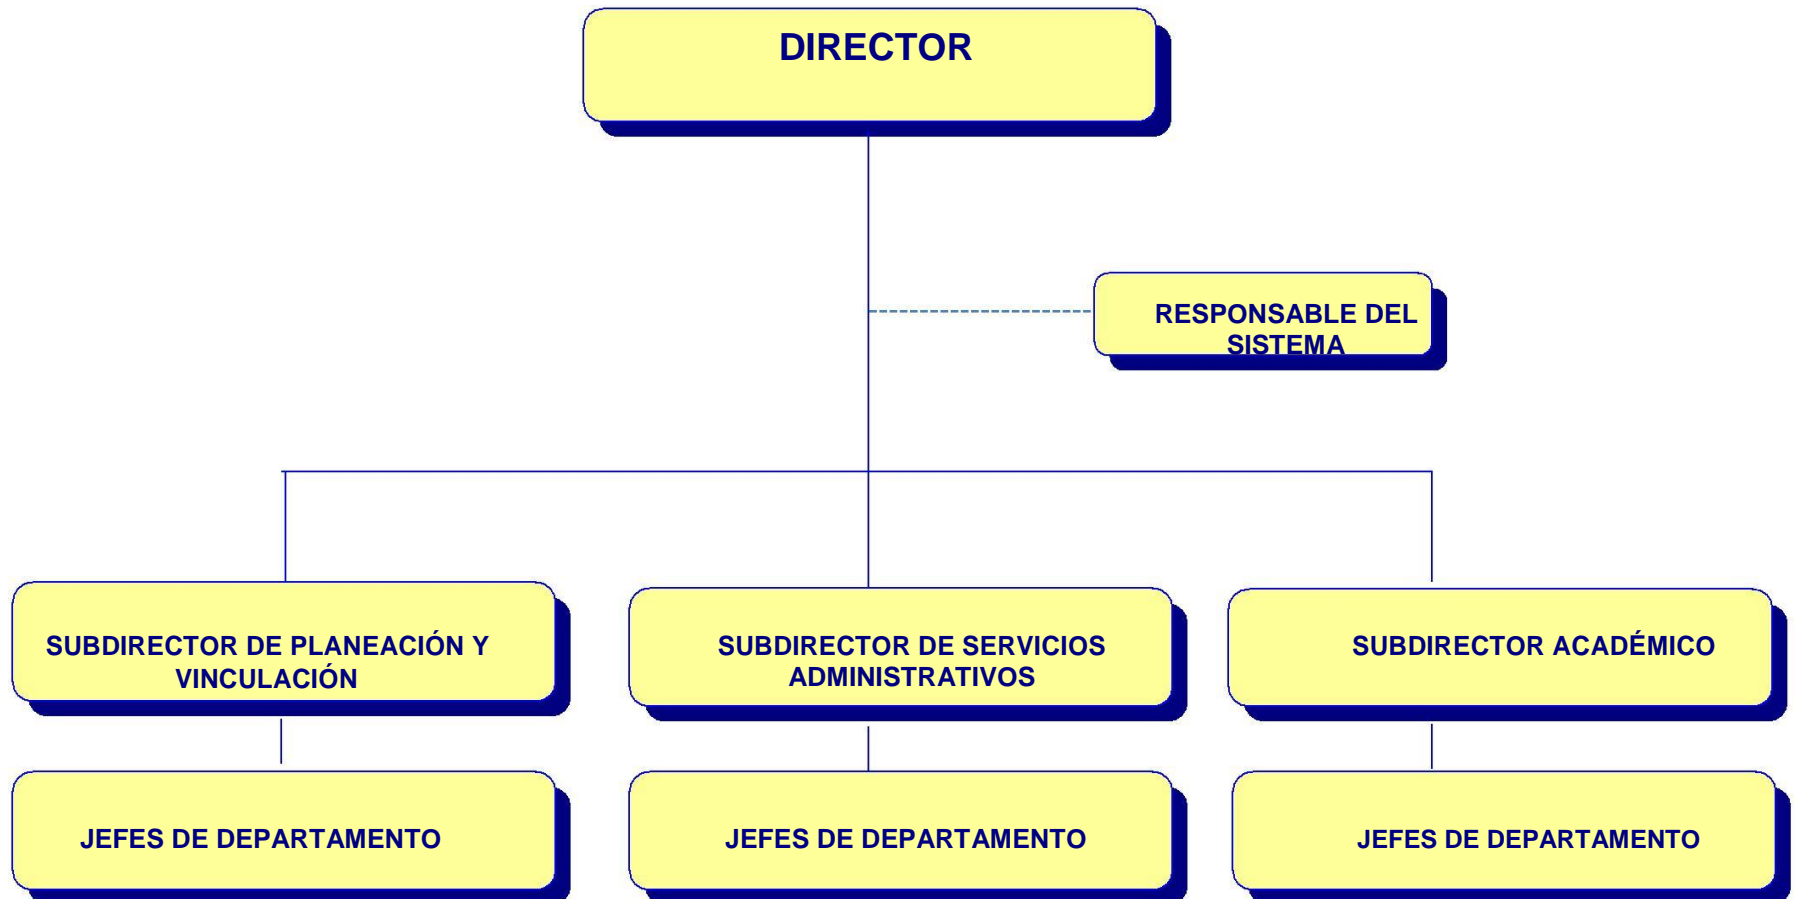 DIRECTOR
RESPONSABLE DEL
SISTEMA
SUBDIRECTOR DE PLANEACIÓN Y
VINCULACIÓN
SUBDIRECTOR DE SERVICIOS
ADMINISTRATIVOS
SUBDIRECTOR ACADÉMICO
JEFES DE DEPARTAMENTO
JEFES DE DEPARTAMENTO
JEFES DE DEPARTAMENTO